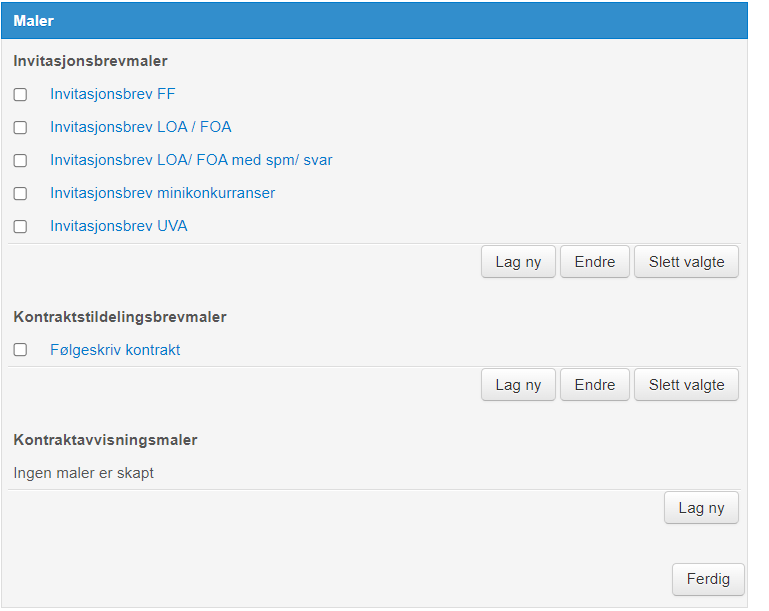 Maler
Invitasjonsbrevmaler
Invitasjonsbrev FF
Invitasjonsbrev LOA / FOA
Invitasjonsbrev LOA/ FOA med spm/ svar
Invitasjonsbrev minikonkurranser
Invitasjonsbrev UVA
Lag ny Endre Slett valgte
Kontraktstildelingsbrevmaler
Følgeskriv kontrakt
Lag ny Endre Slett valgte
Kontraktavvisningsmaler
Ingen maler er skapt
Lag ny
Ferdig